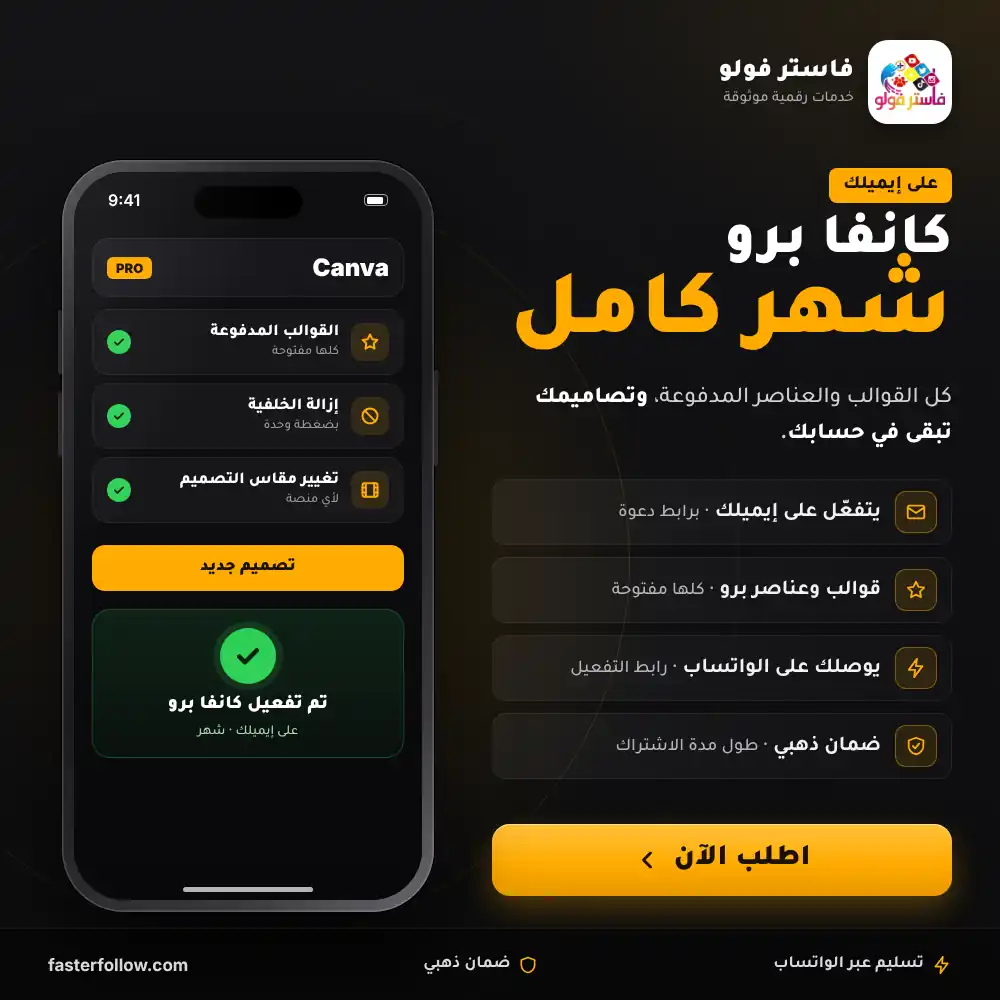 فاستر فولو
خدمات رقمية موثوقة
فاستر فولو
على إيميلك
كانفا برو
شهر كامل
كل القوالب والعناصر المدفوعة، وتصاميمك
تبقى في حسابك.
يتفعّل على إيميلك · برابط دعوة
قوالب وعناصر برو · كلها مفتوحة
يوصلك على الواتساب · رابط التفعيل
ضمان ذهبي · طول مدة الاشتراك
اطلب الآن
9:41
Canva
PRO
القوالب المدفوعة
كلها مفتوحة
إزالة الخلفية
بضغطة وحدة
تغيير مقاس التصميم
لأي منصة
تصميم جديد
تم تفعيل كانفا برو
على إيميلك · شهر
تسليم عبر الواتساب
ضمان ذهبي
fasterfollow.com